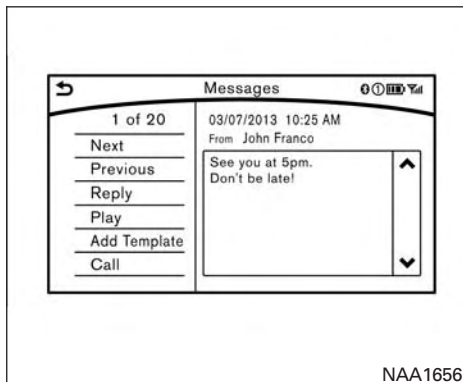 Messages
1 of 20
Next
Previous
Reply
Play
Add Template
Call
03/07/2013 10:25 AM
From John Franco
See you at 5pm.
Don't be late!
NAA1656